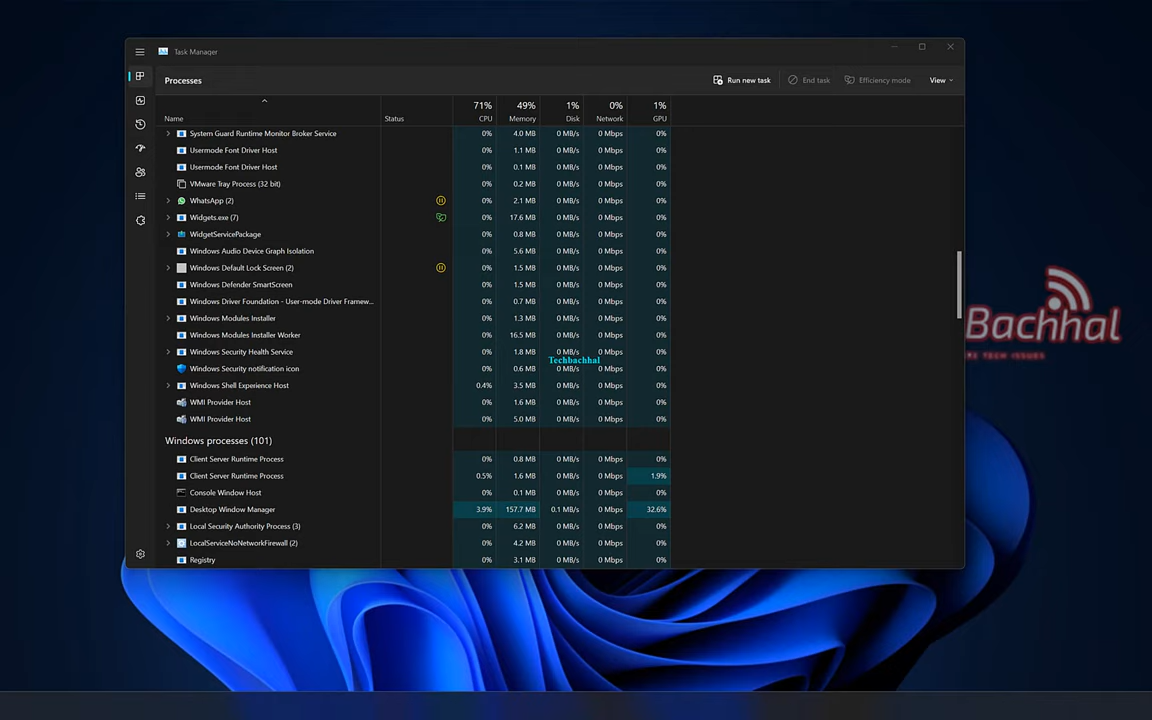 Task Manager
Processes Run new task End task Efficiency mode View
71% 49% 1% 0% 1%
Name Status CPU Memory Disk Network GPU
System Guard Runtime Monitor Broker Service 0% 4.0 MB 0 MB/s 0 Mbps 0%
Usermode Font Driver Host 0% 1.1 MB 0 MB/s 0 Mbps 0%
Usermode Font Driver Host 0% 0.1 MB 0 MB/s 0 Mbps 0%
VMware Tray Process (32 bit) 0% 0.2 MB 0 MB/s 0 Mbps 0%
WhatsApp (2) 0% 2.1 MB 0 MB/s 0 Mbps 0%
Widgets.exe (7) 0% 17.6 MB 0 MB/s 0 Mbps 0%
WidgetServicePackage 0% 0.8 MB 0 MB/s 0 Mbps 0%
Windows Audio Device Graph Isolation 0% 5.6 MB 0 MB/s 0 Mbps 0%
Windows Default Lock Screen (2) 0% 1.5 MB 0 MB/s 0 Mbps 0%
Windows Defender SmartScreen 0% 1.5 MB 0 MB/s 0 Mbps 0%
Windows Driver Foundation - User-mode Driver Framew... 0% 0.7 MB 0 MB/s 0 Mbps 0%
Windows Modules Installer 0% 1.3 MB 0 MB/s 0 Mbps 0%
Bachhal
Windows Modules Installer Worker 0% 16.5 MB 0 MB/s 0 Mbps 0%
Windows Security Health Service 0% 1.8 MB 0 MB/s 0 Mbps 0%
TECH ISSUES
Techbachhal
Windows Security notification icon 0% 0.6 MB 0 MB/s 0 Mbps 0%
Windows Shell Experience Host 0.4% 3.5 MB 0 MB/s 0 Mbps 0%
WMI Provider Host 0% 1.6 MB 0 MB/s 0 Mbps 0%
WMI Provider Host 0% 5.0 MB 0 MB/s 0 Mbps 0%
Windows processes (101)
Client Server Runtime Process 0% 0.8 MB 0 MB/s 0 Mbps 0%
Client Server Runtime Process 0.5% 1.6 MB 0 MB/s 0 Mbps 1.9%
Console Window Host 0% 0.1 MB 0 MB/s 0 Mbps 0%
Desktop Window Manager 3.9% 157.7 MB 0.1 MB/s 0 Mbps 32.6%
Local Security Authority Process (3) 0% 6.2 MB 0 MB/s 0 Mbps 0%
LocalServiceNoNetworkFirewall (2) 0% 4.2 MB 0 MB/s 0 Mbps 0%
Registry 0% 3.1 MB 0 MB/s 0 Mbps 0%